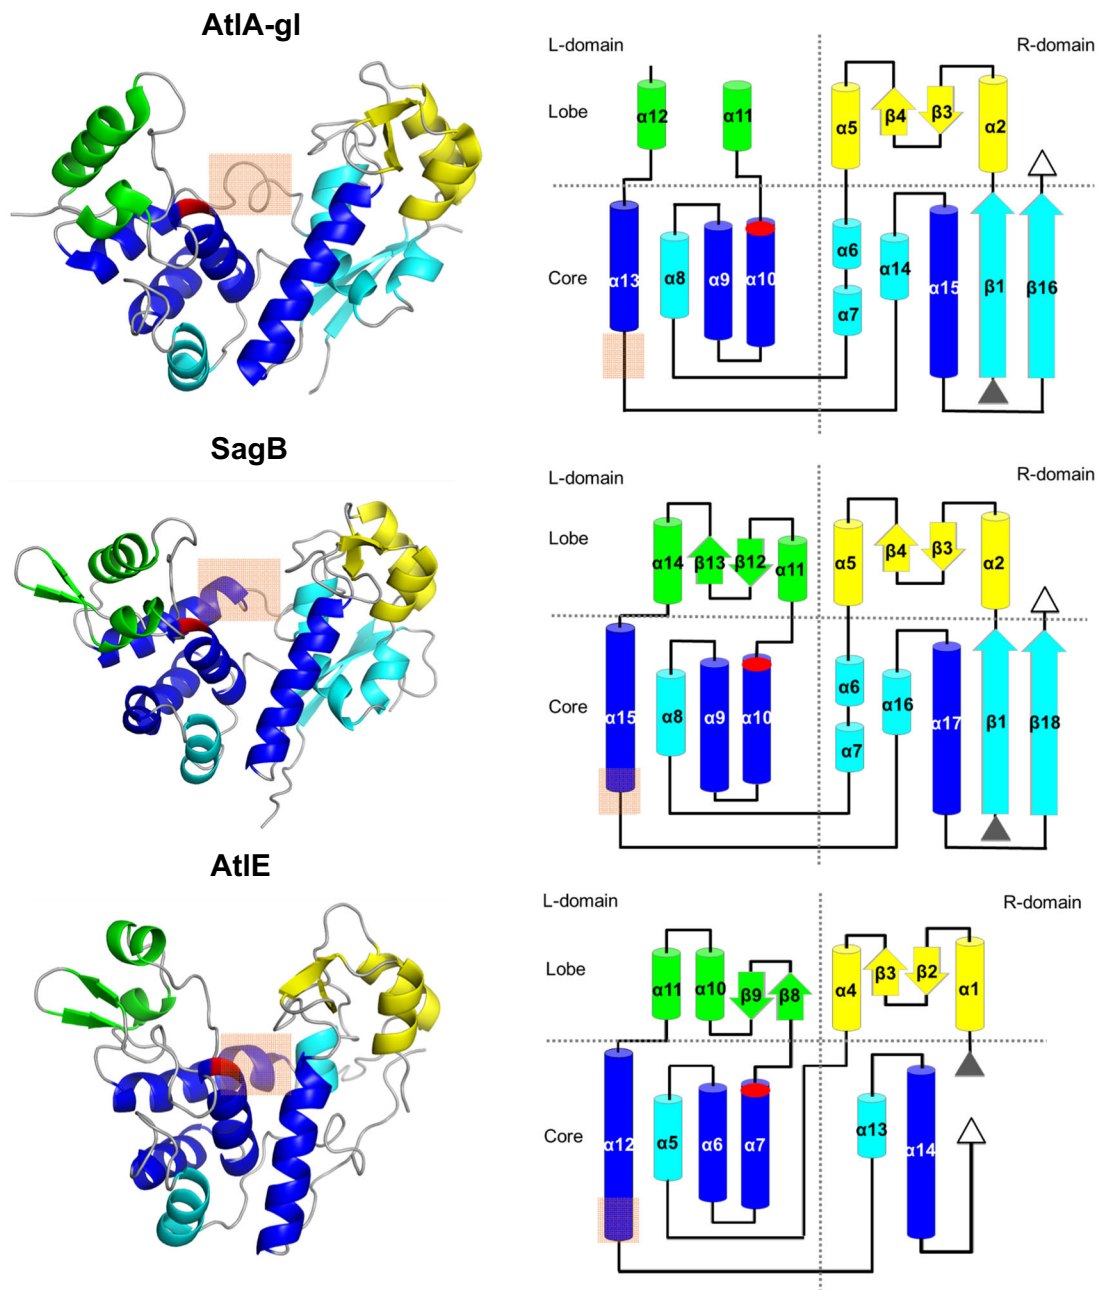 AtlA-gl
L-domain
R-domain
Lobe
α12
α11
α5
β4
β3
α2
Core
α13
α8
α9
α10
α6
α7
α14
α15
β1
β16
SagB
L-domain
R-domain
Lobe
α14
β13
β12
α11
α5
β4
β3
α2
Core
α15
α8
α9
α10
α6
α7
α16
α17
β1
β18
AtlE
L-domain
R-domain
Lobe
α11
α10
β9
β8
α4
β3
β2
α1
Core
α12
α5
α6
α7
α13
α14